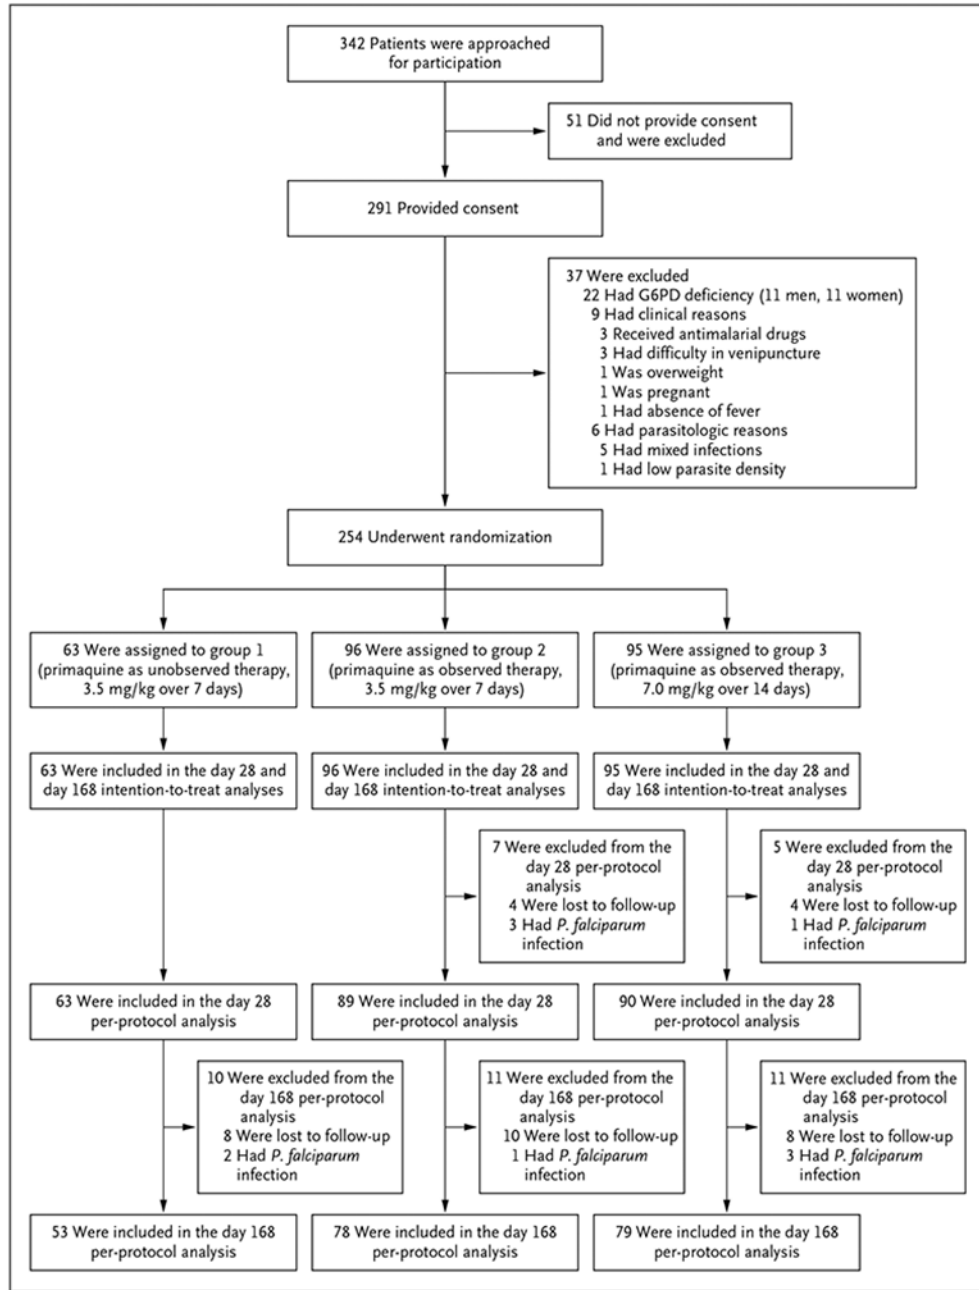 342 Patients were approached
for participation
51 Did not provide consent
and were excluded
291 Provided consent
37 Were excluded
22 Had G6PD deficiency (11 men, 11 women)
9 Had clinical reasons
3 Received antimalarial drugs
3 Had difficulty in venipuncture
1 Was overweight
1 Was pregnant
1 Had absence of fever
6 Had parasitologic reasons
5 Had mixed infections
1 Had low parasite density
254 Underwent randomization
63 Were assigned to group 1
(primaquine as unobserved therapy,
3.5 mg/kg over 7 days)
96 Were assigned to group 2
(primaquine as observed therapy,
3.5 mg/kg over 7 days)
95 Were assigned to group 3
(primaquine as observed therapy,
7.0 mg/kg over 14 days)
63 Were included in the day 28 and
day 168 intention-to-treat analyses
96 Were included in the day 28 and
day 168 intention-to-treat analyses
95 Were included in the day 28 and
day 168 intention-to-treat analyses
7 Were excluded from the
day 28 per-protocol
analysis
4 Were lost to follow-up
3 Had P. falciparum
infection
5 Were excluded from the
day 28 per-protocol
analysis
4 Were lost to follow-up
1 Had P. falciparum
infection
63 Were included in the day 28
per-protocol analysis
89 Were included in the day 28
per-protocol analysis
90 Were included in the day 28
per-protocol analysis
10 Were excluded from the
day 168 per-protocol
analysis
8 Were lost to follow-up
2 Had P. falciparum
infection
11 Were excluded from the
day 168 per-protocol
analysis
10 Were lost to follow-up
1 Had P. falciparum
infection
11 Were excluded from the
day 168 per-protocol
analysis
8 Were lost to follow-up
3 Had P. falciparum
infection
53 Were included in the day 168
per-protocol analysis
78 Were included in the day 168
per-protocol analysis
79 Were included in the day 168
per-protocol analysis